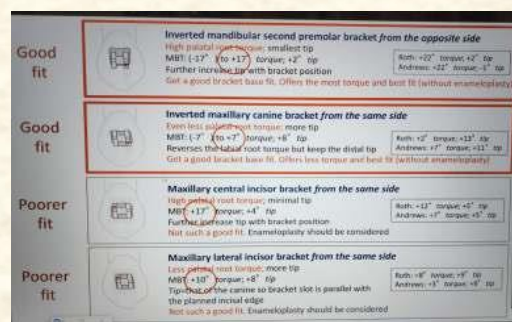 Good
fit
Inverted mandibular second premolar bracket from the opposite side
High palatal root torque; smallest tip
MBT: (-17° ) to +17° torque; +2° tip
Further increase tip with bracket position
Got a good bracket base fit. Offers the most torque and best fit (without enameloplasty)
Roth: +22° torque; +2° tip
Andrews: +22° torque; -1° tip
Good
fit
Inverted maxillary canine bracket from the same side
Even less palatal root torque; more tip
MBT: (-7° ) to +7° torque; +8° tip
Reverses the labial root torque but keep the distal tip
Get a good bracket base fit. Offers less torque and best fit (without enameloplasty)
Roth: +2° torque; +13° tip
Andrews: +7° torque; +11° tip
Poorer
fit
Maxillary central incisor bracket from the same side
High palatal root torque; minimal tip
MBT: +17° torque; +4° tip
Further increase tip with bracket position
Not such a good fit. Enameloplasty should be considered
Roth: +12° torque; +5° tip
Andrews: +7° torque; +5° tip
Poorer
fit
Maxillary lateral incisor bracket from the same side
Less palatal root torque; more tip
MBT: +10° torque; +8° tip
Tip=that of the canine so bracket slot is parallel with
the planned incisal edge
Not such a good fit. Enameloplasty should be considered
Roth: +8° torque; +9° tip
Andrews: +3° torque; +8° tip